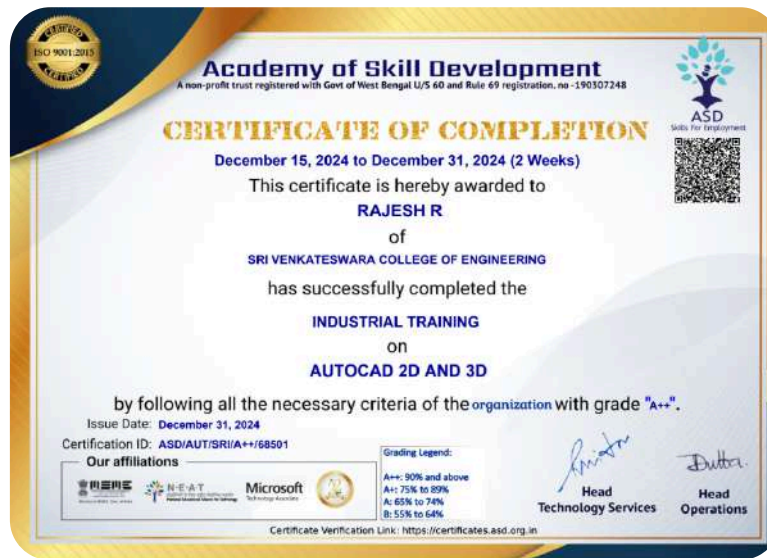 CERTIFIED
ISO 9001:2015
CERTIFIED
Academy of Skill Development
A non-profit trust registered with Govt of West Bengal U/S 60 and Rule 69 registration. no -190307248
ASD
Skills For Employment
CERTIFICATE OF COMPLETION
December 15, 2024 to December 31, 2024 (2 Weeks)
This certificate is hereby awarded to
RAJESH R
of
SRI VENKATESWARA COLLEGE OF ENGINEERING
has successfully completed the
INDUSTRIAL TRAINING
on
AUTOCAD 2D AND 3D
by following all the necessary criteria of the organization with grade "A++".
Issue Date: December 31, 2024
Certification ID: ASD/AUT/SRI/A++/68501
Our affiliations
N·E·A·T
Microsoft
Technology Associate
Grading Legend:
A++: 90% and above
A+: 75% to 89%
A: 65% to 74%
B: 55% to 64%
Dutta
Head
Technology Services
Head
Operations
Certificate Verification Link: https://certificates.asd.org.in